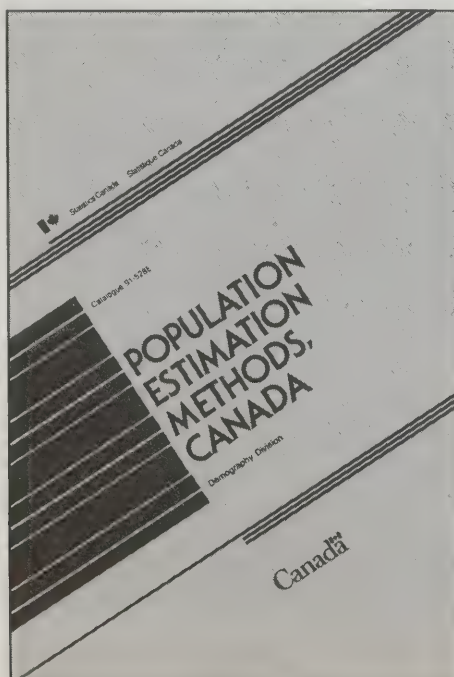 Statistics Canada Statistique Canada
Catalogue 91-528E
POPULATION
ESTIMATION
METHODS,
CANADA
Demography Division
Canada